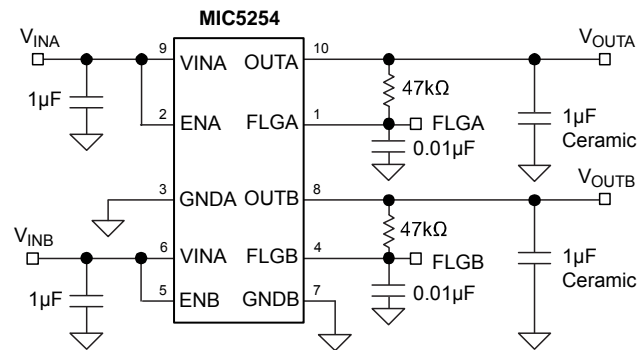 MIC5254
VINA
VOUTA
9
VINA
OUTA
10
1µF
47kΩ
2
ENA
FLGA
1
FLGA
1µF
Ceramic
0.01µF
3
GNDA
OUTB
8
VOUTB
VINB
47kΩ
6
VINA
FLGB
4
FLGB
1µF
Ceramic
1µF
5
ENB
GNDB
7
0.01µF